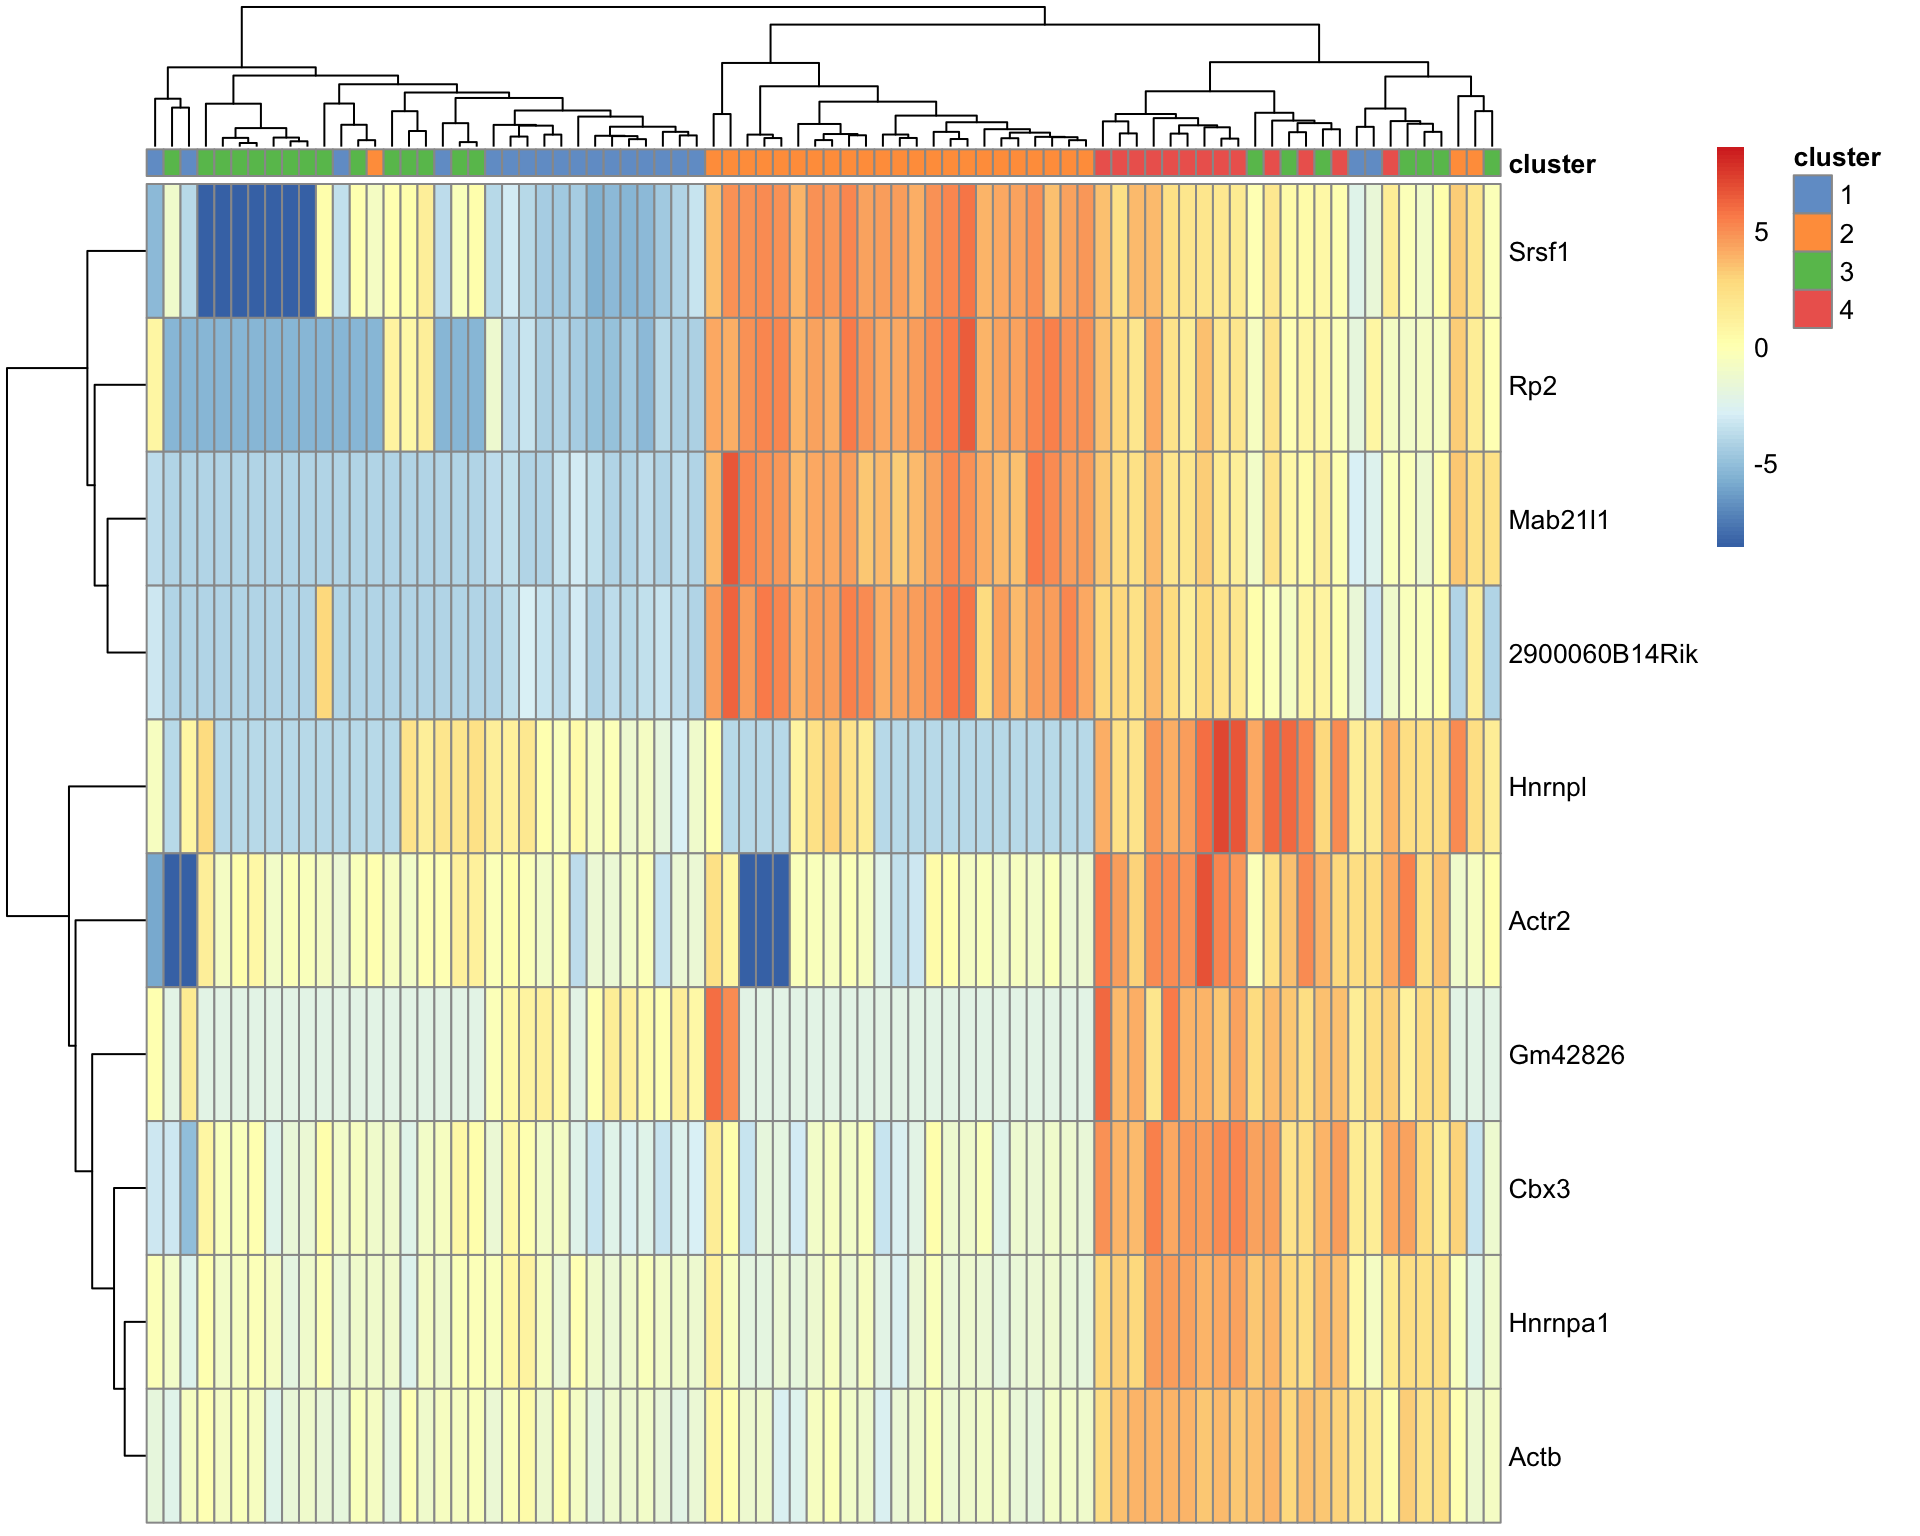 cluster
Srsf1
Rp2
Mab21l1
2900060B14Rik
Hnrnpl
Actr2
Gm42826
Cbx3
Hnrnpa1
Actb
5
0
-5
cluster
1
2
3
4